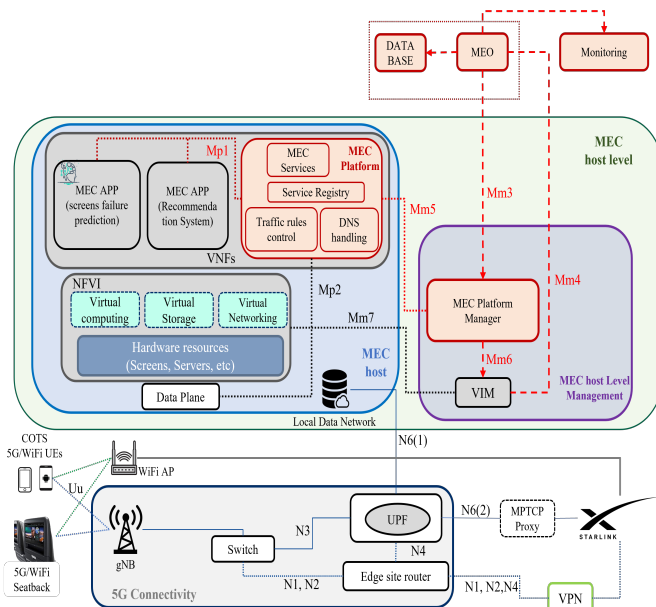 DATA
BASE
MEO
Monitoring
MEC
host level
Mp1
MEC
Platform
MEC
Services
Service Registry
Traffic rules
control
DNS
handling
MEC APP
(screens failure
prediction)
MEC APP
(Recommenda
tion System)
VNFs
Mm3
Mm5
Mm4
Mp2
NFVI
Virtual
computing
Virtual
Storage
Virtual
Networking
Mm7
Hardware resources
(Screens, Servers, etc)
MEC
host
MEC Platform
Manager
Mm6
VIM
MEC host Level
Management
Data Plane
Local Data Network
N6(1)
COTS
5G/WiFi UEs
WiFi AP
Uu
5G/WiFi
Seatback
gNB
Switch
N3
UPF
N4
N6(2)
MPTCP
Proxy
STARLINK
N1, N2
Edge site router
N1, N2,N4
VPN
5G Connectivity